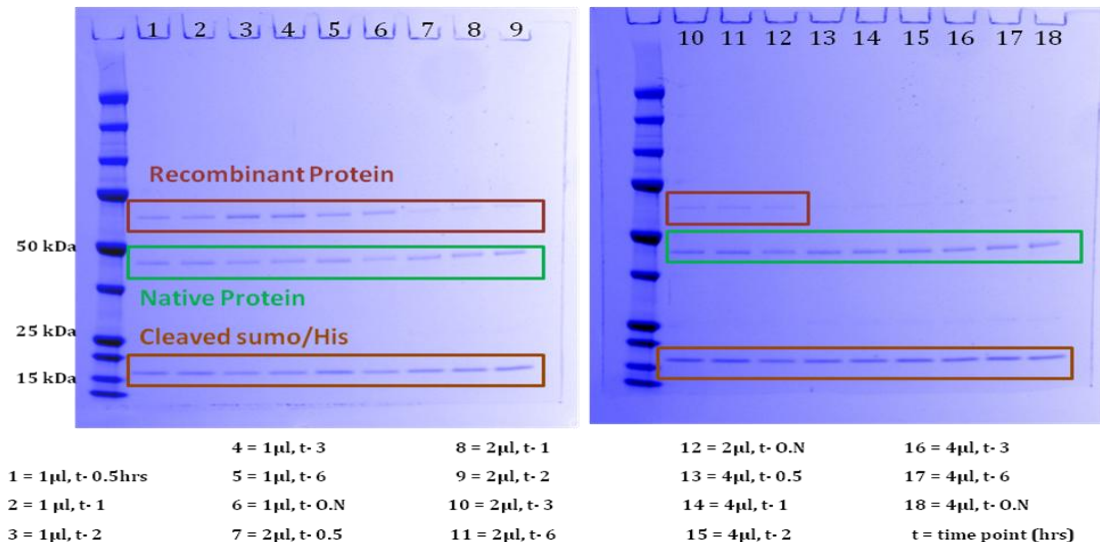 1 2 3 4 5 6 7 8 9
10 11 12 13 14 15 16 17 18
Recombinant Protein
50 kDa
Native Protein
25 kDa
Cleaved sumo/His
15 kDa
4 = 1µl, t- 3
8 = 2µl, t- 1
12 = 2µl, t- O.N
16 = 4µl, t- 3
1 = 1µl, t- 0.5hrs
5 = 1µl, t- 6
9 = 2µl, t- 2
13 = 4µl, t- 0.5
17 = 4µl, t- 6
2 = 1 µl, t- 1
6 = 1µl, t- O.N
10 = 2µl, t- 3
14 = 4µl, t- 1
18 = 4µl, t- O.N
3 = 1µl, t- 2
7 = 2µl, t- 0.5
11 = 2µl, t- 6
15 = 4µl, t- 2
t = time point (hrs)